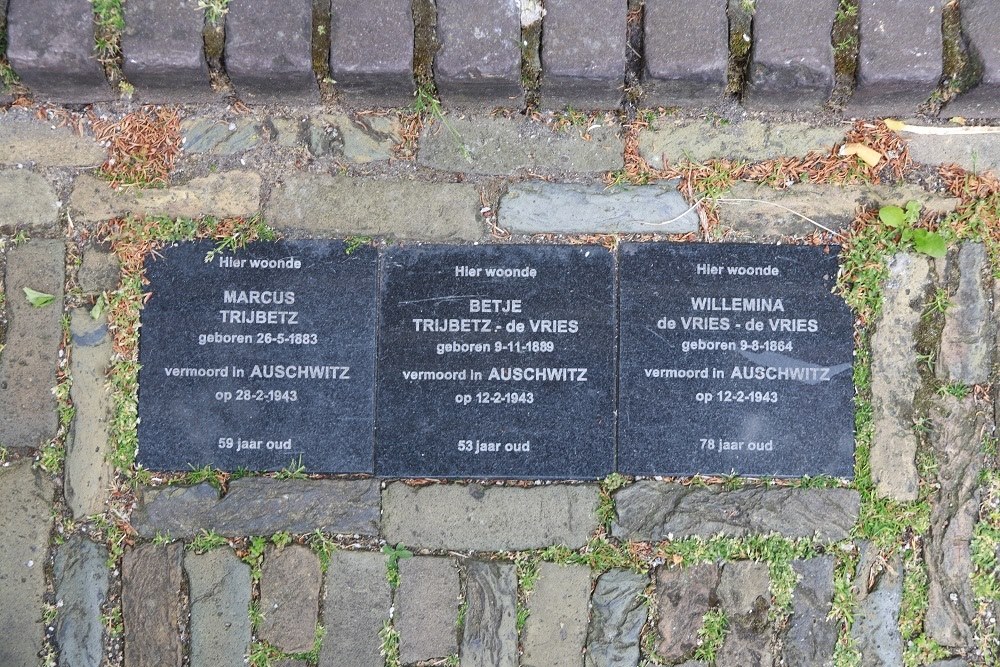 Hier woonde
MARCUS
TRIJBETZ
geboren 26-5-1883
vermoord in AUSCHWITZ
op 28-2-1943
59 jaar oud
Hier woonde
BETJE
TRIJBETZ - de VRIES
geboren 9-11-1889
vermoord in AUSCHWITZ
op 12-2-1943
53 jaar oud
Hier woonde
WILLEMINA
de VRIES - de VRIES
geboren 9-8-1864
vermoord in AUSCHWITZ
op 12-2-1943
78 jaar oud